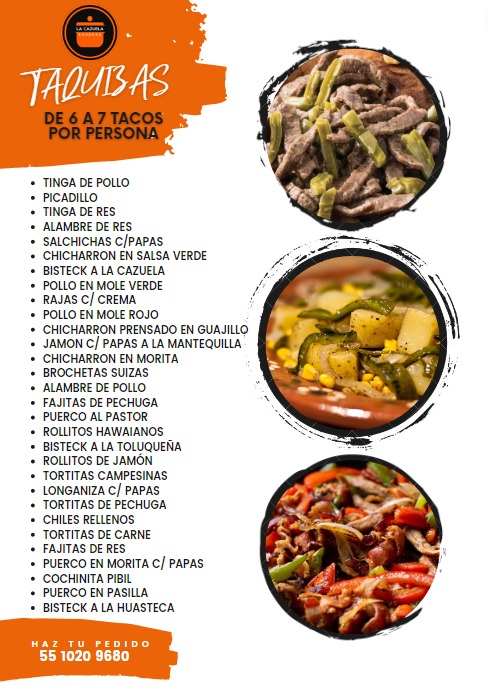 LA CAZUELA
EXPRESS
TAQUIZAS
DE 6 A 7 TACOS
POR PERSONA
• TINGA DE POLLO
• PICADILLO
• TINGA DE RES
• ALAMBRE DE RES
• SALCHICHAS C/PAPAS
• CHICHARRON EN SALSA VERDE
• BISTECK A LA CAZUELA
• POLLO EN MOLE VERDE
• RAJAS C/ CREMA
• POLLO EN MOLE ROJO
• CHICHARRON PRENSADO EN GUAJILLO
• JAMON C/ PAPAS A LA MANTEQUILLA
• CHICHARRON EN MORITA
• BROCHETAS SUIZAS
• ALAMBRE DE POLLO
• FAJITAS DE PECHUGA
• PUERCO AL PASTOR
• ROLLITOS HAWAIANOS
• BISTECK A LA TOLUQUEÑA
• ROLLITOS DE JAMÓN
• TORTITAS CAMPESINAS
• LONGANIZA C/ PAPAS
• TORTITAS DE PECHUGA
• CHILES RELLENOS
• TORTITAS DE CARNE
• FAJITAS DE RES
• PUERCO EN MORITA C/ PAPAS
• COCHINITA PIBIL
• PUERCO EN PASILLA
• BISTECK A LA HUASTECA
HAZ TU PEDIDO
55 1020 9680